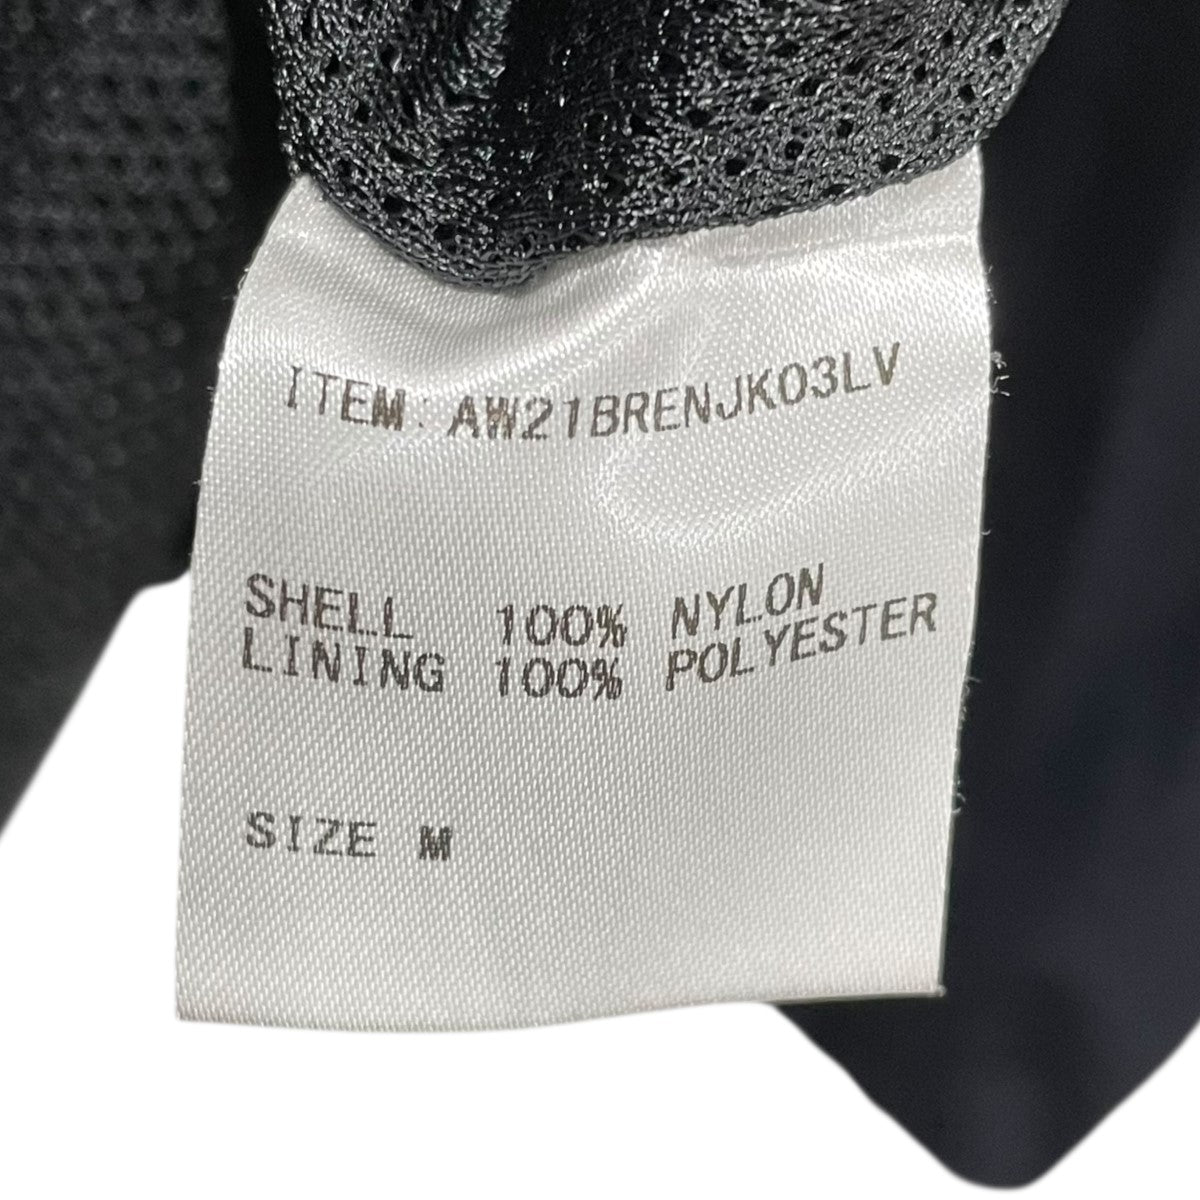 ITEM: AW21BRENJK03LV
SHELL 100% NYLON
LINING 100% POLYESTER
SIZE M